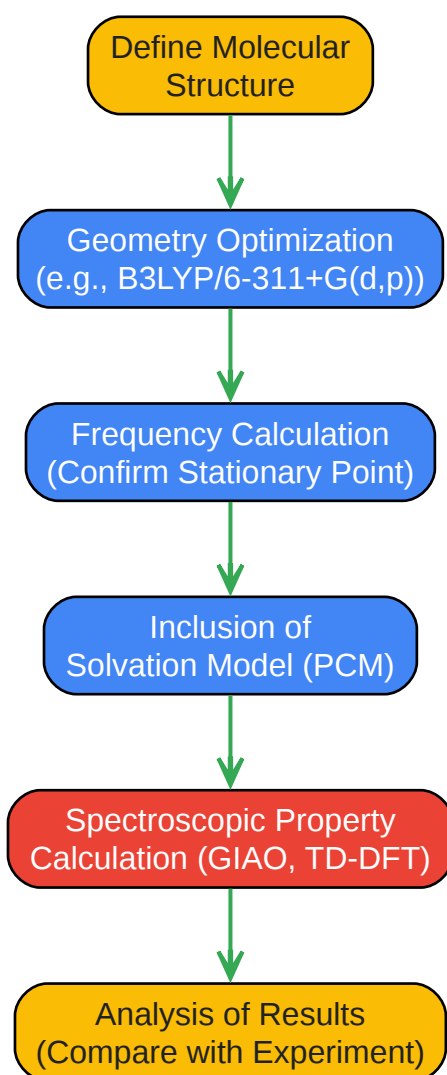 Define Molecular
Structure
Geometry Optimization
(e.g., B3LYP/6-311+G(d,p))
Frequency Calculation
(Confirm Stationary Point)
Inclusion of
Solvation Model (PCM)
Spectroscopic Property
Calculation (GIAO, TD-DFT)
Analysis of Results
(Compare with Experiment)